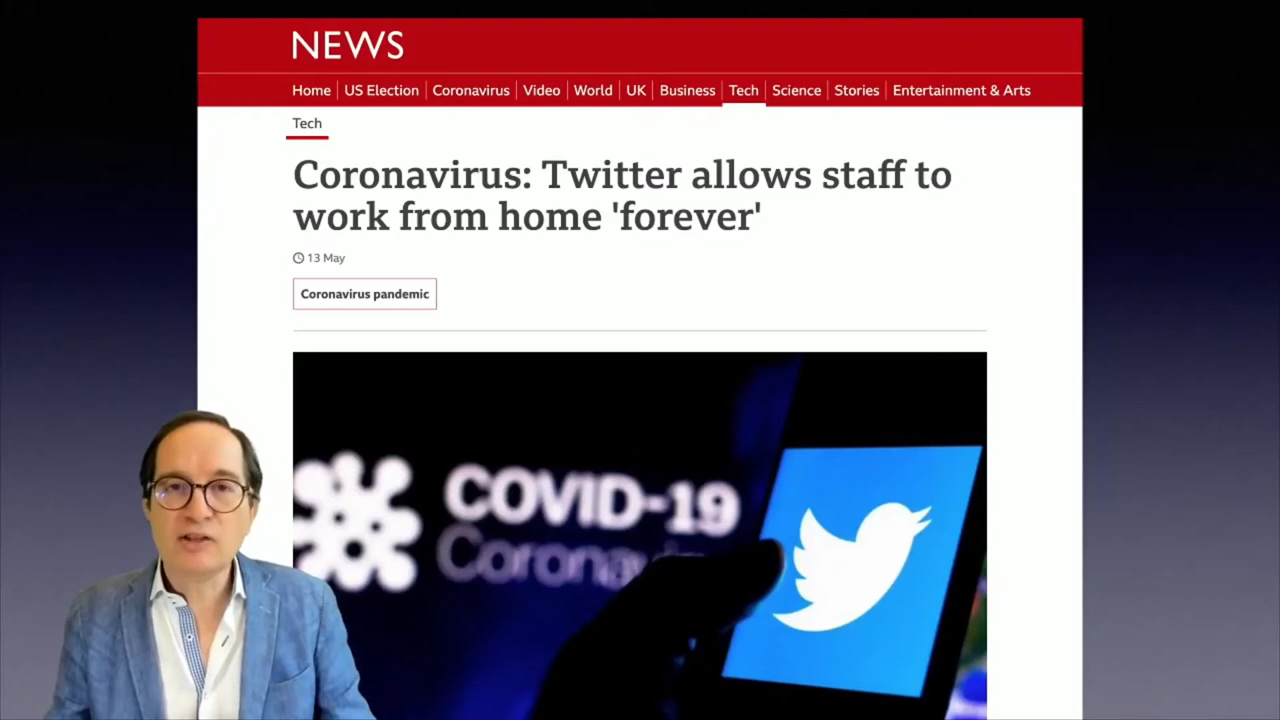 NEWS
Home US Election Coronavirus Video World UK Business Tech Science Stories Entertainment & Arts
Tech
Coronavirus: Twitter allows staff to
work from home 'forever'
13 May
Coronavirus pandemic
COVID-19